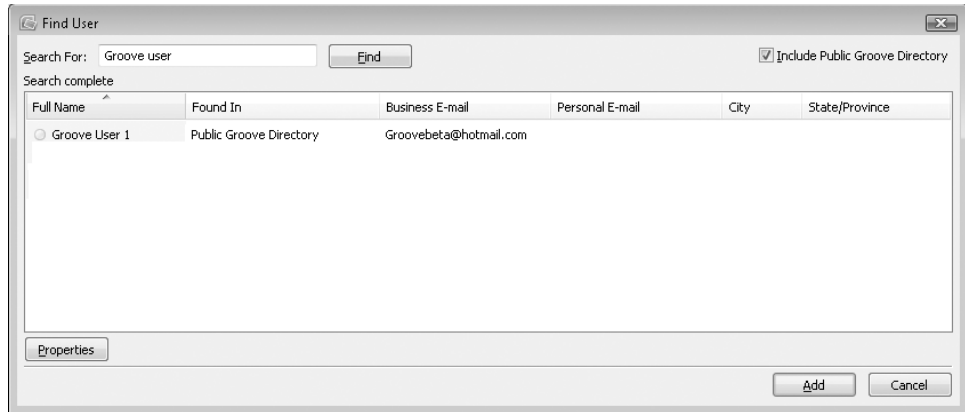 Find User
Search For: Groove user Find Include Public Groove Directory
Search complete
Full Name Found In Business E-mail Personal E-mail City State/Province
Groove User 1 Public Groove Directory Groovebeta@hotmail.com
Properties
Add Cancel